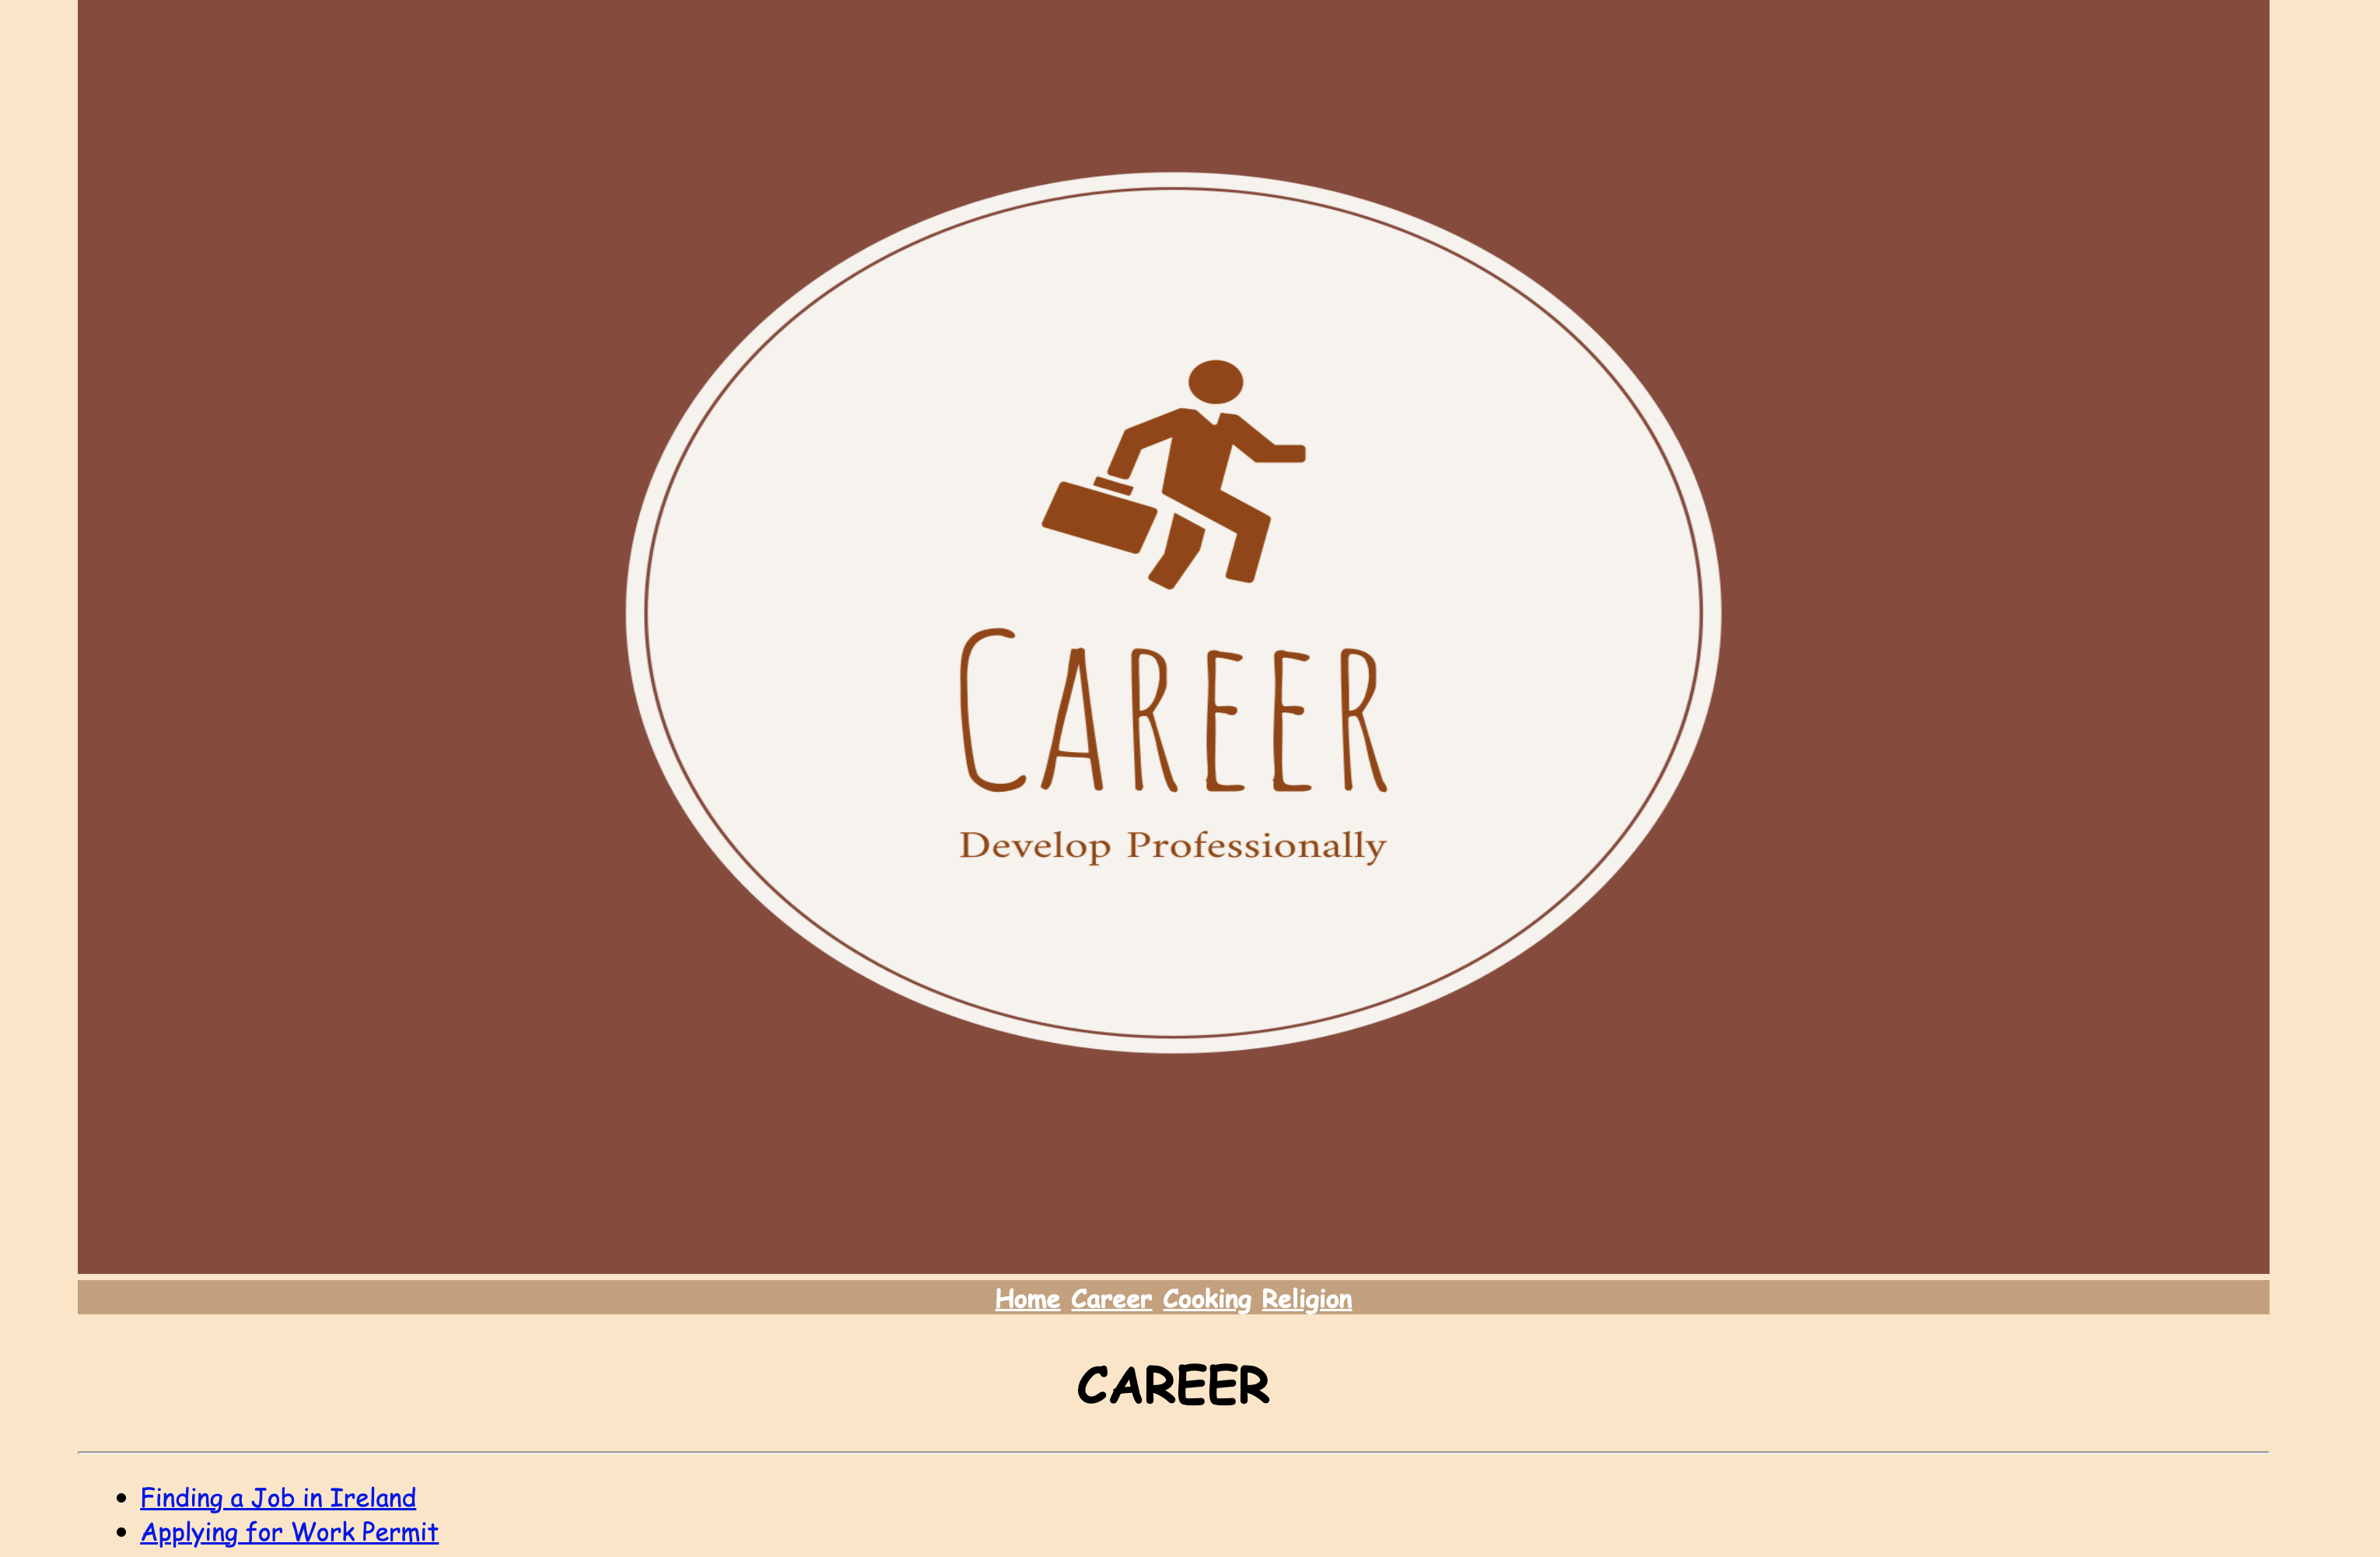 CAREER
Develop Professionally
Home Career Cooking Religion
CAREER
Finding a Job in Ireland
Applying for Work Permit